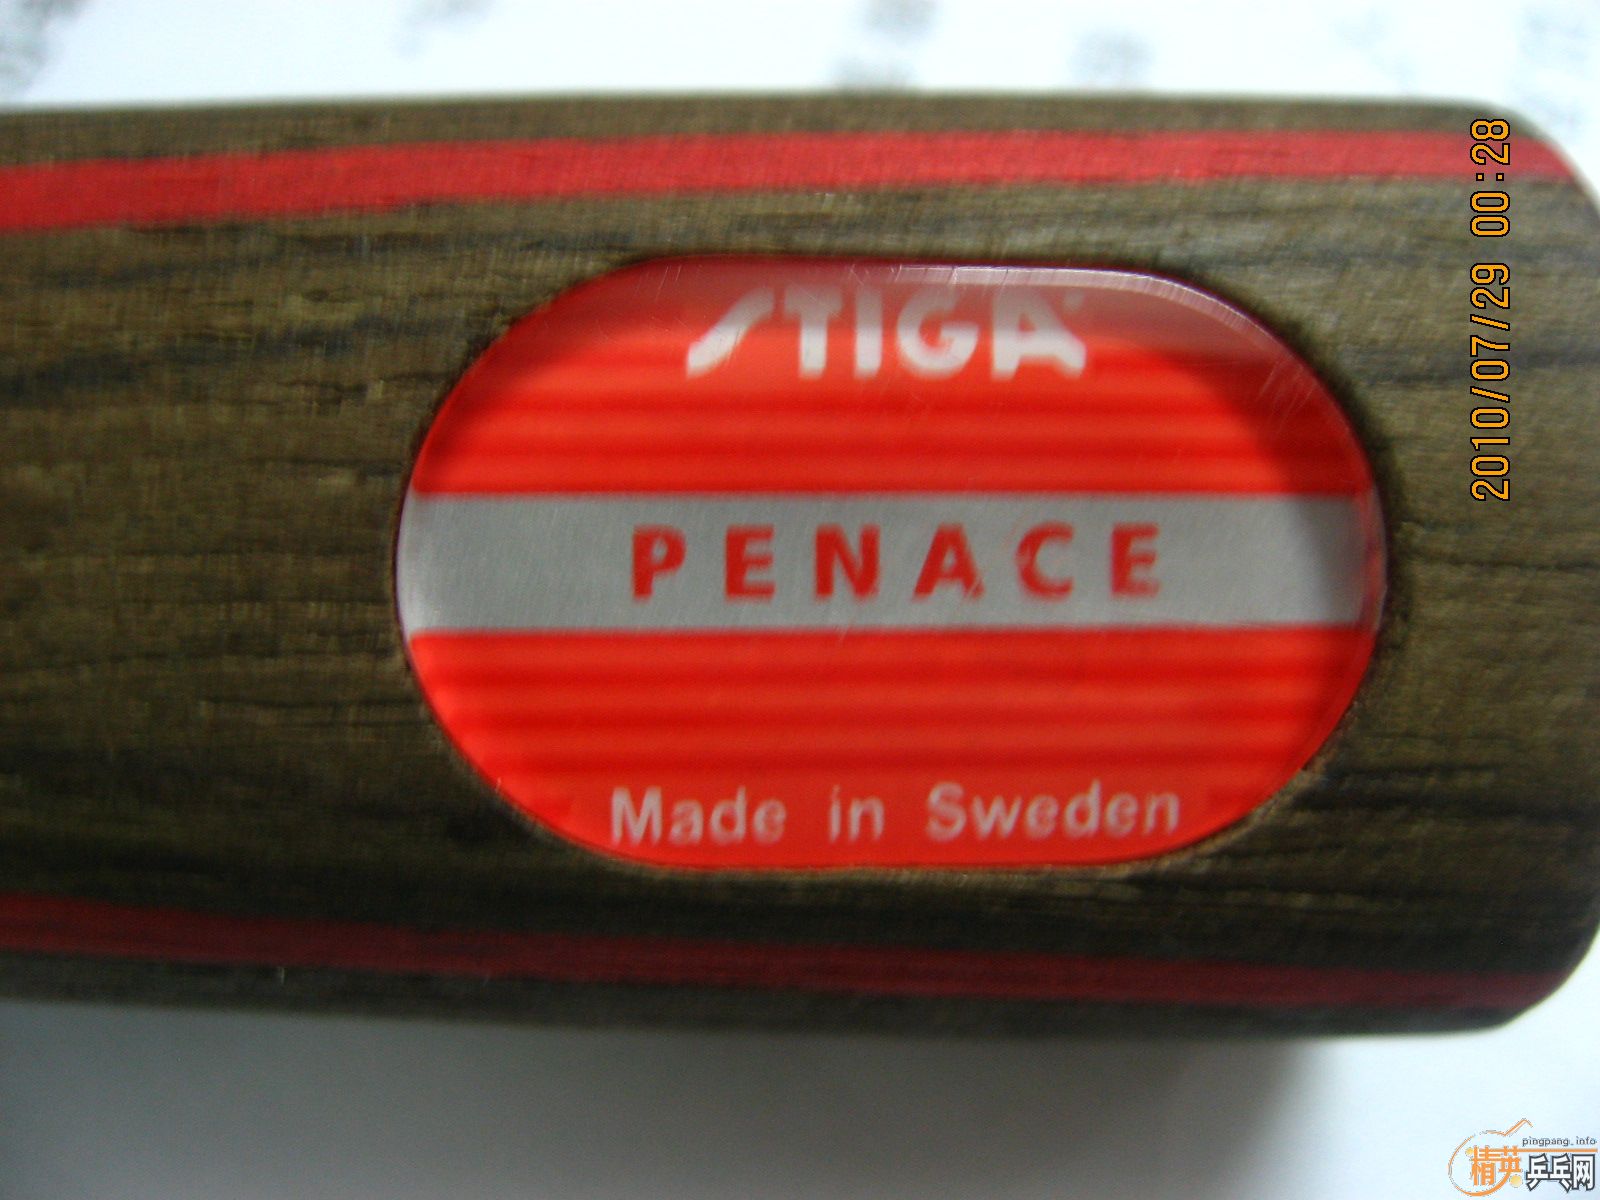 STIGA
PENACE
Made in Sweden
2010/07/29 00:28
pingpang.info
精英乒乓网